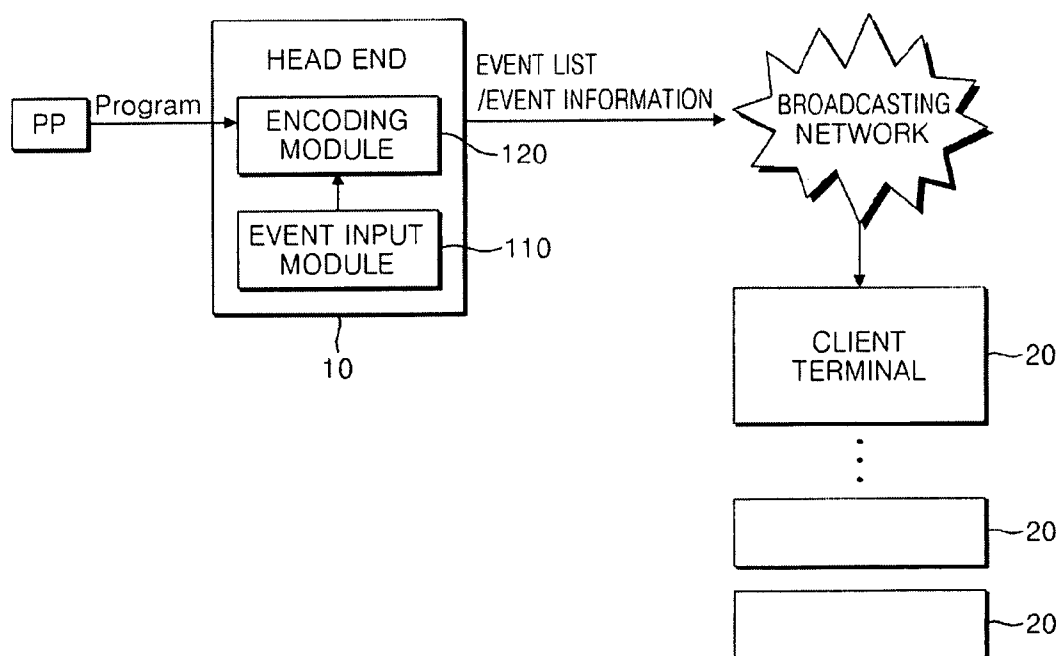 HEAD END
PP
Program
ENCODING
MODULE
120
EVENT INPUT
MODULE
110
10
EVENT LIST
/EVENT INFORMATION
BROADCASTING
NETWORK
CLIENT
TERMINAL
20
20
20